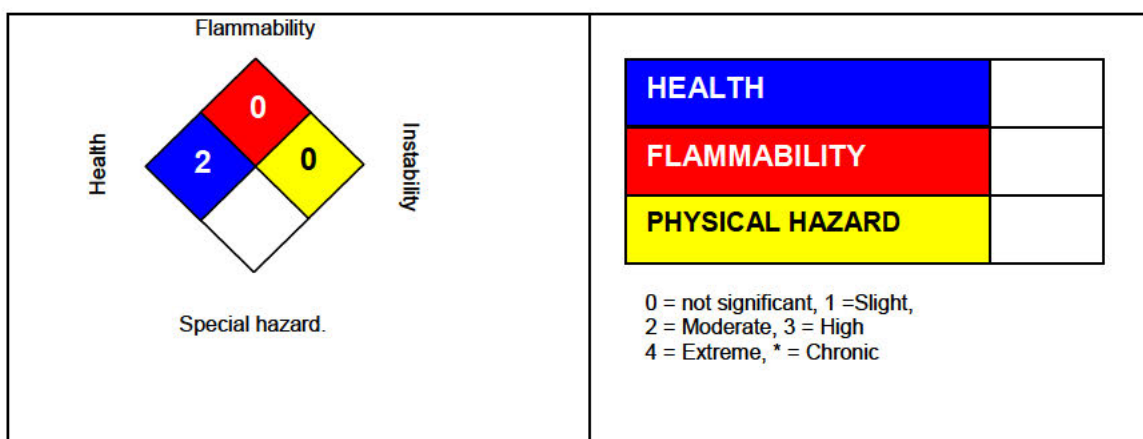 Flammability
0
Health
2
0
Instability
Special hazard.
HEALTH
FLAMMABILITY
PHYSICAL HAZARD
0 = not significant, 1 =Slight,
2 = Moderate, 3 = High
4 = Extreme, * = Chronic